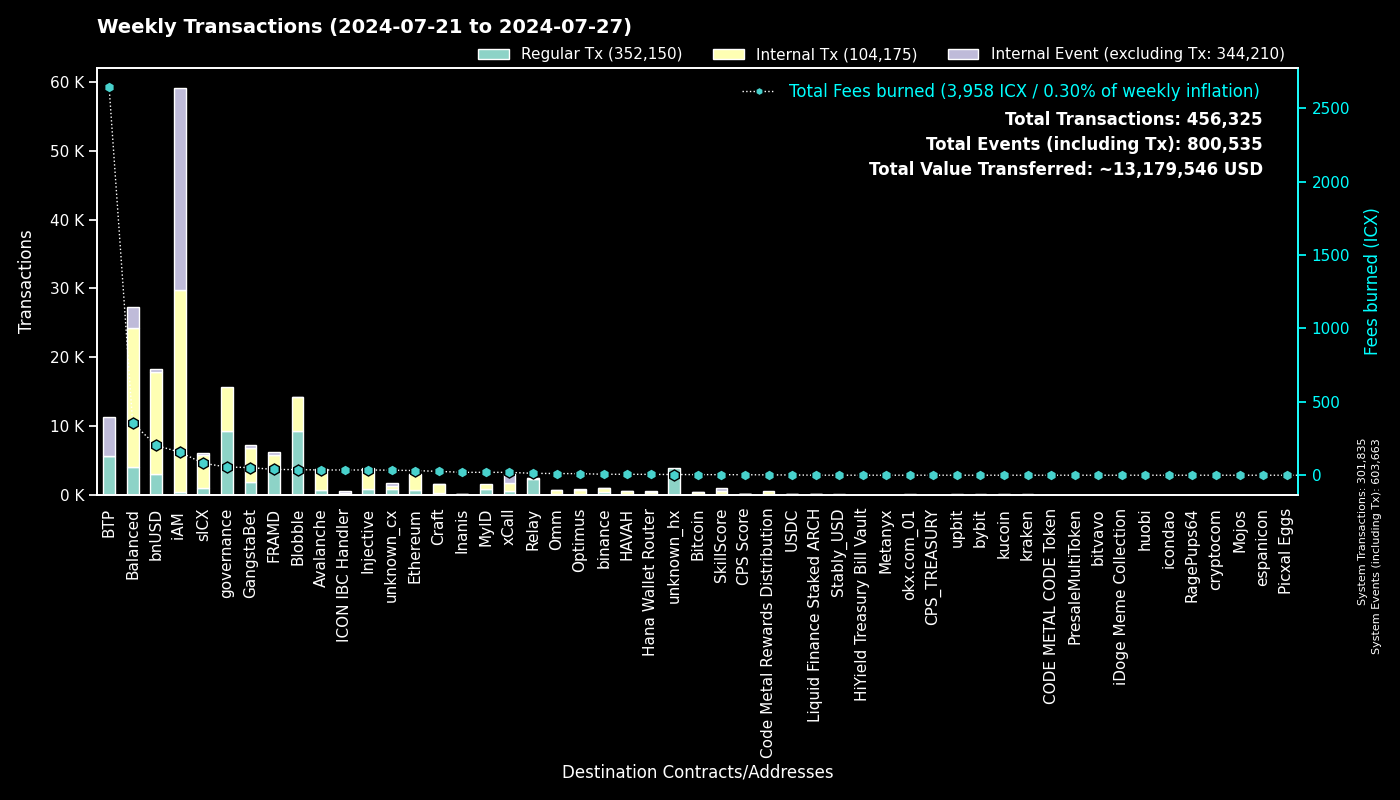 Weekly Transactions (2024-07-21 to 2024-07-27)
Regular Tx (352,150)
Internal Tx (104,175)
Internal Event (excluding Tx: 344,210)
Total Fees burned (3,958 ICX / 0.30% of weekly inflation)
Total Transactions: 456,325
Total Events (including Tx): 800,535
Total Value Transferred: ~13,179,546 USD
Transactions
60 K
50 K
40 K
30 K
20 K
10 K
0 K
2500
2000
1500
1000
500
0
Fees burned (ICX)
BTP
Balanced
bnUSD
iAM
sICX
governance
GangstaBet
FRAMD
Blobble
Avalanche
ICON IBC Handler
Injective
unknown_cx
Ethereum
Craft
Inanis
MyID
xCall
Relay
Omm
Optimus
binance
HAVAH
Hana Wallet Router
unknown_hx
Bitcoin
SkillScore
CPS Score
Code Metal Rewards Distribution
USDC
Liquid Finance Staked ARCH
Stably_USD
HiYield Treasury Bill Vault
Metanyx
okx.com_01
CPS_TREASURY
upbit
bybit
kucoin
kraken
CODE METAL CODE Token
PresaleMultiToken
bitvavo
iDoge Meme Collection
huobi
icondao
RagePups64
cryptocom
Mojos
espanicon
Picxal Eggs
Destination Contracts/Addresses
System Transactions: 301,835
System Events (including Tx): 603,663